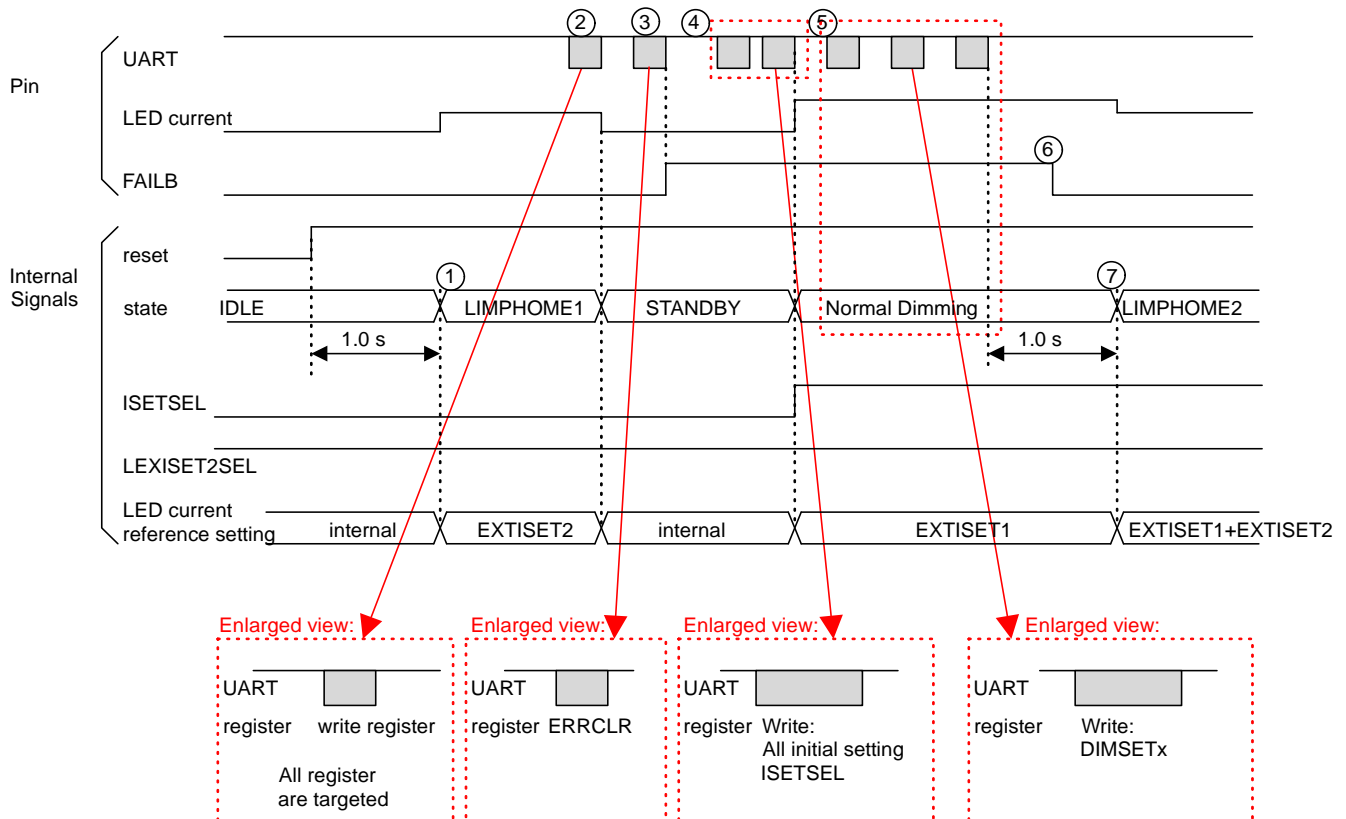 ② ③ ④ ⑤
Pin
UART
LED current
⑥
FAILB
Internal
Signals
reset
① ⑦
state IDLE LIMPHOME1 STANDBY Normal Dimming LIMPHOME2
1.0 s 1.0 s
ISETSEL
LEXISET2SEL
LED current
reference setting internal EXTISET2 internal EXTISET1 EXTISET1+EXTISET2
Enlarged view: Enlarged view: Enlarged view: Enlarged view:
UART UART UART UART
register write register register ERRCLR register Write: register Write:
All initial setting DIMSETx
ISETSEL
All register
are targeted